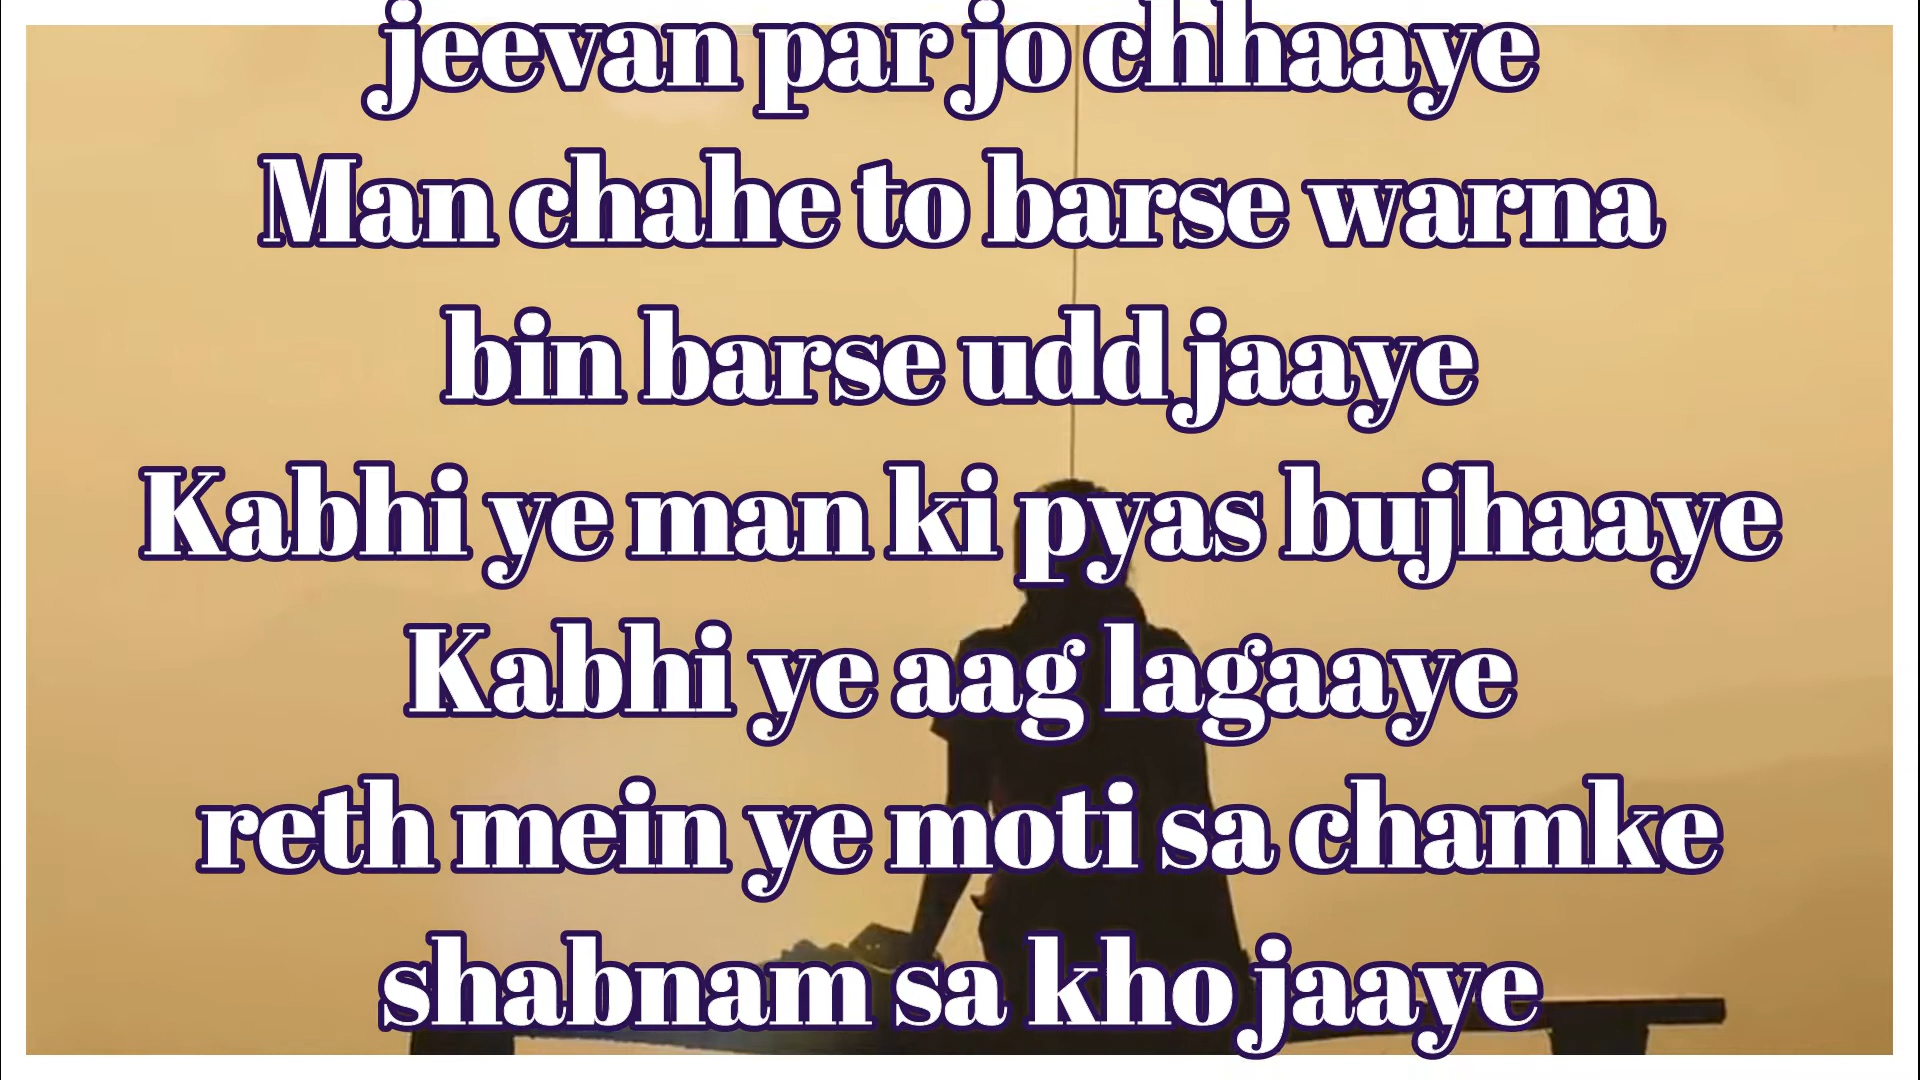 jeevan par jo chhaaye
Man chahe to barse warna
bin barse udd jaaye
Kabhi ye man ki pyas bujhaaye
Kabhi ye aag lagaaye
reth mein ye moti sa chamke
shabnam sa kho jaaye